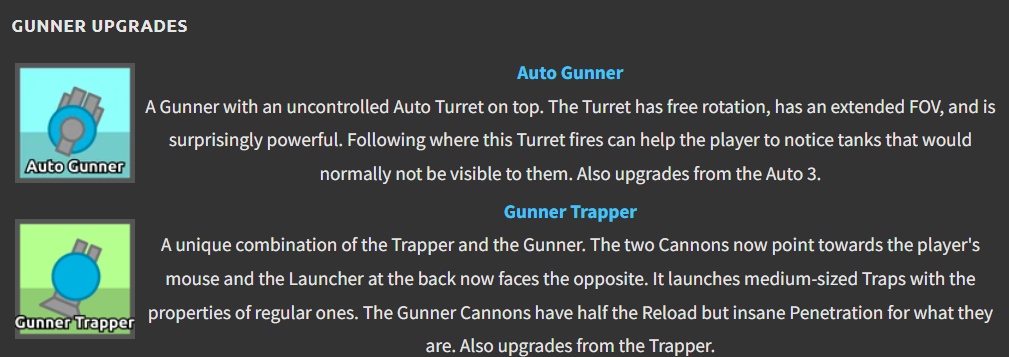 GUNNER UPGRADES
Auto Gunner
Auto Gunner
A Gunner with an uncontrolled Auto Turret on top. The Turret has free rotation, has an extended FOV, and is
surprisingly powerful. Following where this Turret fires can help the player to notice tanks that would
normally not be visible to them. Also upgrades from the Auto 3.
Gunner Trapper
Gunner Trapper
A unique combination of the Trapper and the Gunner. The two Cannons now point towards the player's
mouse and the Launcher at the back now faces the opposite. It launches medium-sized Traps with the
properties of regular ones. The Gunner Cannons have half the Reload but insane Penetration for what they
are. Also upgrades from the Trapper.